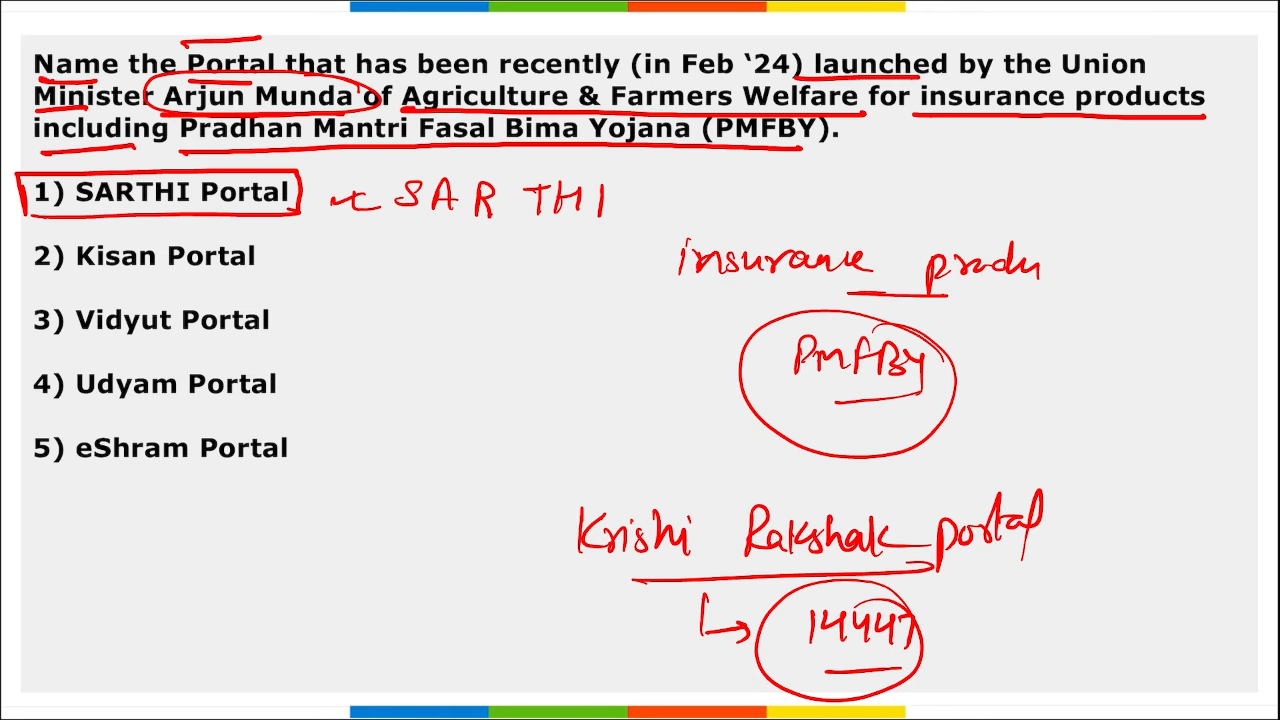 Name the Portal that has been recently (in Feb ‘24) launched by the Union
Minister Arjun Munda of Agriculture & Farmers Welfare for insurance products
including Pradhan Mantri Fasal Bima Yojana (PMFBY).
1) SARTHI Portal SARTHI
2) Kisan Portal
insurance produ
3) Vidyut Portal
PMFBY
4) Udyam Portal
5) eShram Portal
Krishi Rakshak portal
14447